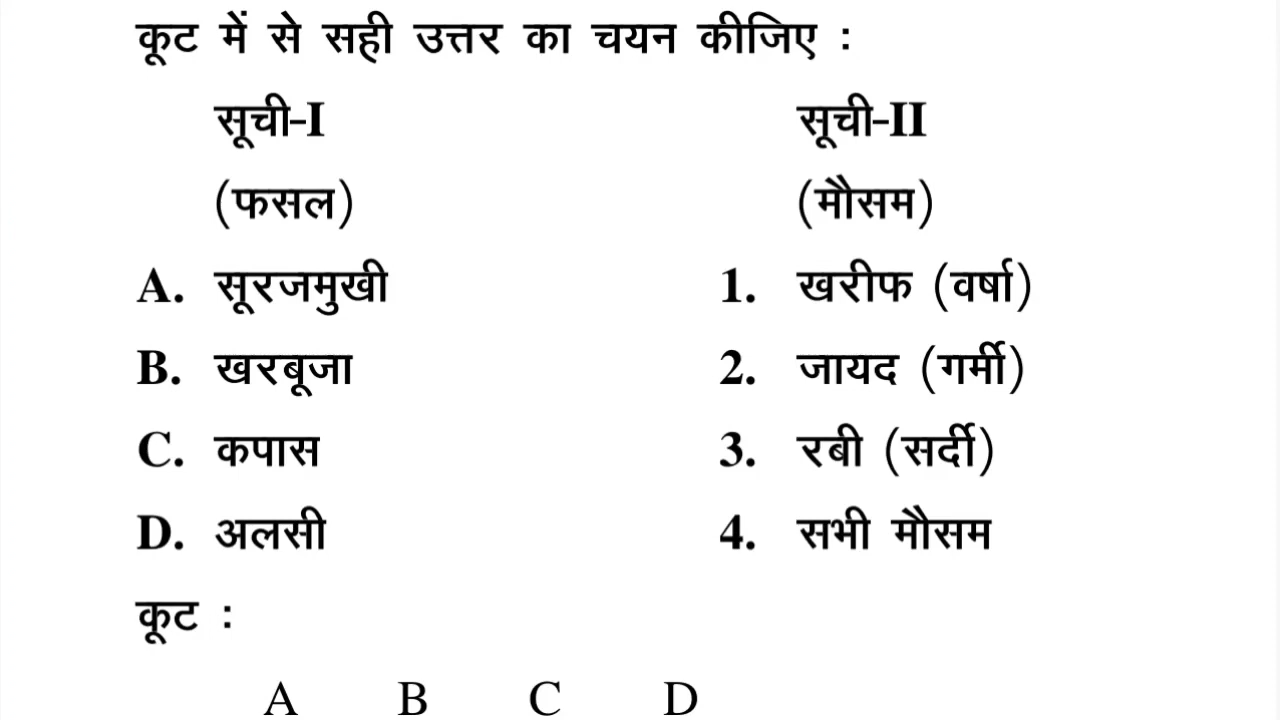 कूट में से सही उत्तर का चयन कीजिए :
सूची-I सूची-II
(फसल) (मौसम)
A. सूरजमुखी 1. खरीफ (वर्षा)
B. खरबूजा 2. जायद (गर्मी)
C. कपास 3. रबी (सर्दी)
D. अलसी 4. सभी मौसम
कूट :
A B C D